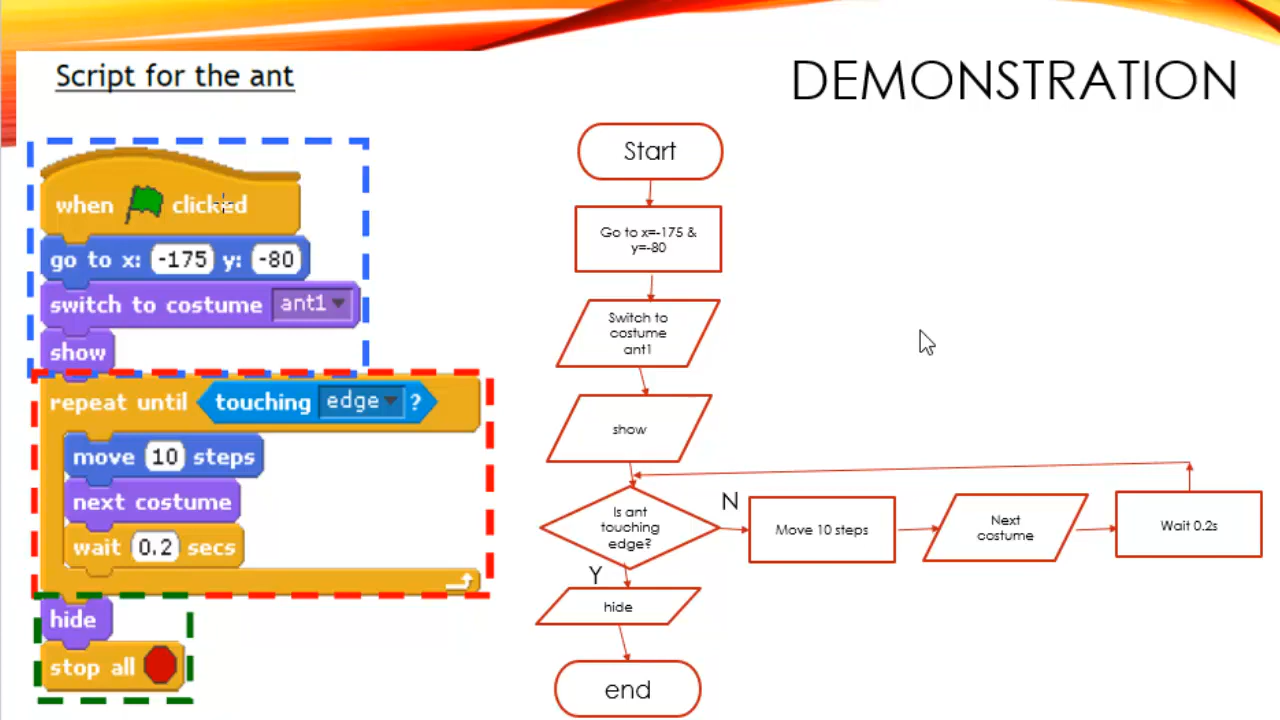 Script for the ant
DEMONSTRATION
when clicked
go to x: -175 y: -80
switch to costume ant1
show
repeat until touching edge ?
move 10 steps
next costume
wait 0.2 secs
hide
stop all
Start
Go to x=-175 &
y=-80
Switch to
costume
ant1
show
Is ant
touching
edge?
N
Move 10 steps
Next
costume
Wait 0.2s
Y
hide
end